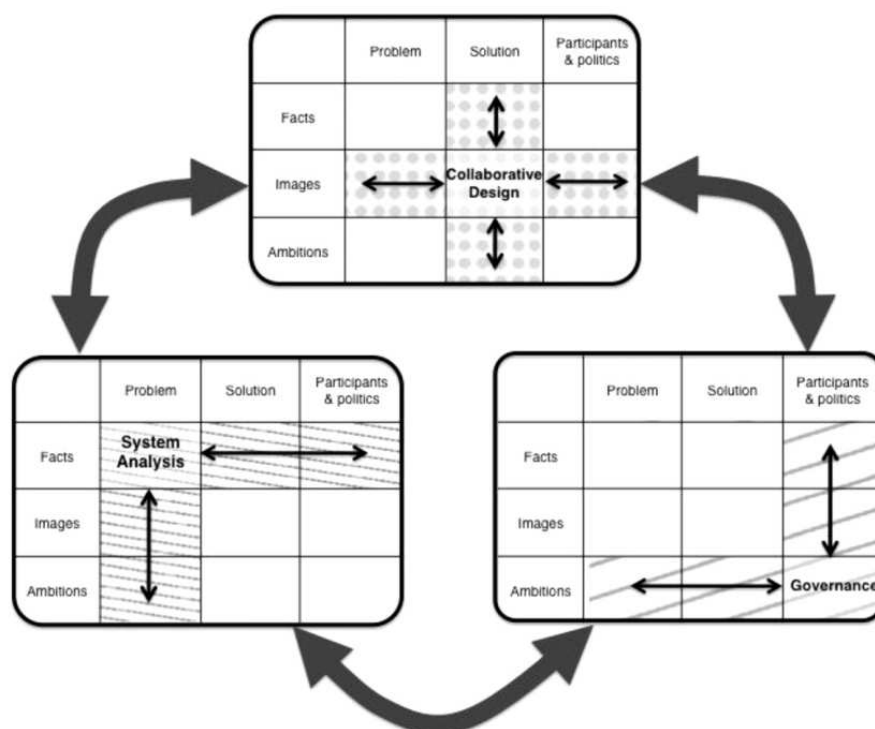 Problem
Solution
Participants
& politics
Facts
Images
Collaborative
Design
Ambitions
Problem
Solution
Participants
& politics
Facts
System
Analysis
Images
Ambitions
Problem
Solution
Participants
& politics
Facts
Images
Ambitions
Governance